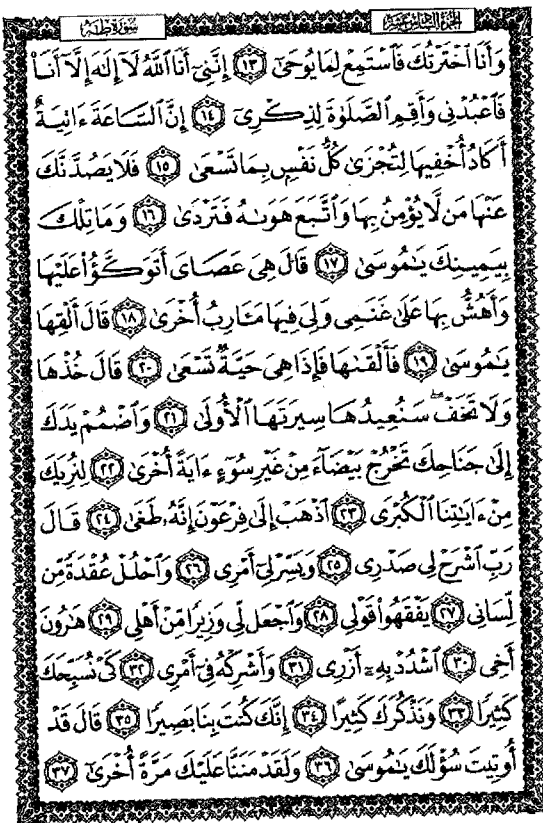 الجزء السادس عشر
سورة طه
وَأَنَا ٱخْتَرْتُكَ فَٱسْتَمِعْ لِمَا يُوحَىٰٓ ۝١٣ إِنَّنِىٓ أَنَا ٱللَّهُ لَآ إِلَٰهَ إِلَّآ أَنَا۠
فَٱعْبُدْنِى وَأَقِمِ ٱلصَّلَوٰةَ لِذِكْرِىٓ ۝١٤ إِنَّ ٱلسَّاعَةَ ءَاتِيَةٌ
أَكَادُ أُخْفِيهَا لِتُجْزَىٰ كُلُّ نَفْسٍۭ بِمَا تَسْعَىٰ ۝١٥ فَلَا يَصُدَّنَّكَ
عَنْهَا مَن لَّا يُؤْمِنُ بِهَا وَٱتَّبَعَ هَوَىٰهُ فَتَرْدَىٰ ۝١٦ وَمَا تِلْكَ
بِيَمِينِكَ يَٰمُوسَىٰ ۝١٧ قَالَ هِىَ عَصَاىَ أَتَوَكَّؤُا۟ عَلَيْهَا
وَأَهُشُّ بِهَا عَلَىٰ غَنَمِى وَلِىَ فِيهَا مَـَٔارِبُ أُخْرَىٰ ۝١٨ قَالَ أَلْقِهَا
يَٰمُوسَىٰ ۝١٩ فَأَلْقَىٰهَا فَإِذَا هِىَ حَيَّةٌ تَسْعَىٰ ۝٢٠ قَالَ خُذْهَا
وَلَا تَخَفْ ۖ سَنُعِيدُهَا سِيرَتَهَا ٱلْأُولَىٰ ۝٢١ وَٱضْمُمْ يَدَكَ
إِلَىٰ جَنَاحِكَ تَخْرُجْ بَيْضَآءَ مِنْ غَيْرِ سُوٓءٍ ءَايَةً أُخْرَىٰ ۝٢٢ لِنُرِيَكَ
مِنْ ءَايَٰتِنَا ٱلْكُبْرَى ۝٢٣ ٱذْهَبْ إِلَىٰ فِرْعَوْنَ إِنَّهُۥ طَغَىٰ ۝٢٤ قَالَ
رَبِّ ٱشْرَحْ لِى صَدْرِى ۝٢٥ وَيَسِّرْ لِىٓ أَمْرِى ۝٢٦ وَٱحْلُلْ عُقْدَةً مِّن
لِّسَانِى ۝٢٧ يَفْقَهُوا۟ قَوْلِى ۝٢٨ وَٱجْعَل لِّى وَزِيرًا مِّنْ أَهْلِى ۝٢٩ هَٰرُونَ
أَخِى ۝٣٠ ٱشْدُدْ بِهِۦٓ أَزْرِى ۝٣١ وَأَشْرِكْهُ فِىٓ أَمْرِى ۝٣٢ كَىْ نُسَبِّحَكَ
كَثِيرًا ۝٣٣ وَنَذْكُرَكَ كَثِيرًا ۝٣٤ إِنَّكَ كُنتَ بِنَا بَصِيرًا ۝٣٥ قَالَ قَدْ
أُوتِيتَ سُؤْلَكَ يَٰمُوسَىٰ ۝٣٦ وَلَقَدْ مَنَنَّا عَلَيْكَ مَرَّةً أُخْرَىٰٓ ۝٣٧